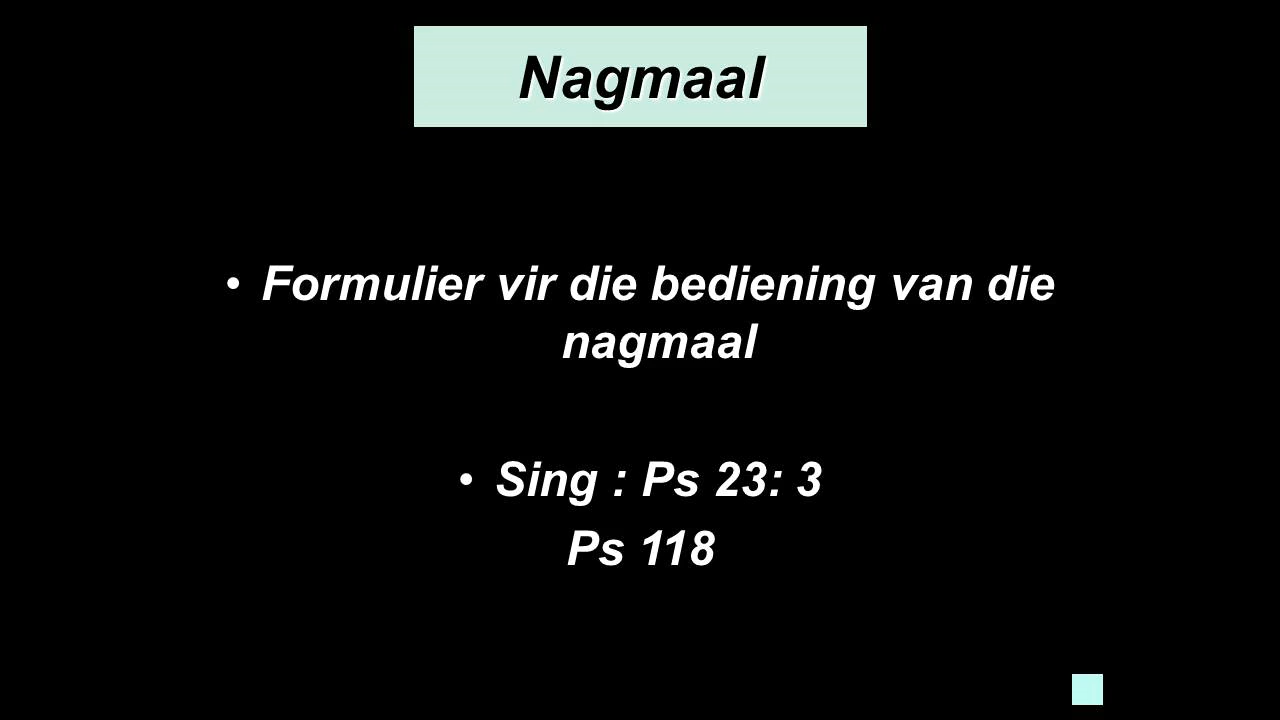 Nagmaal
• Formulier vir die bediening van die
nagmaal
• Sing : Ps 23: 3
Ps 118